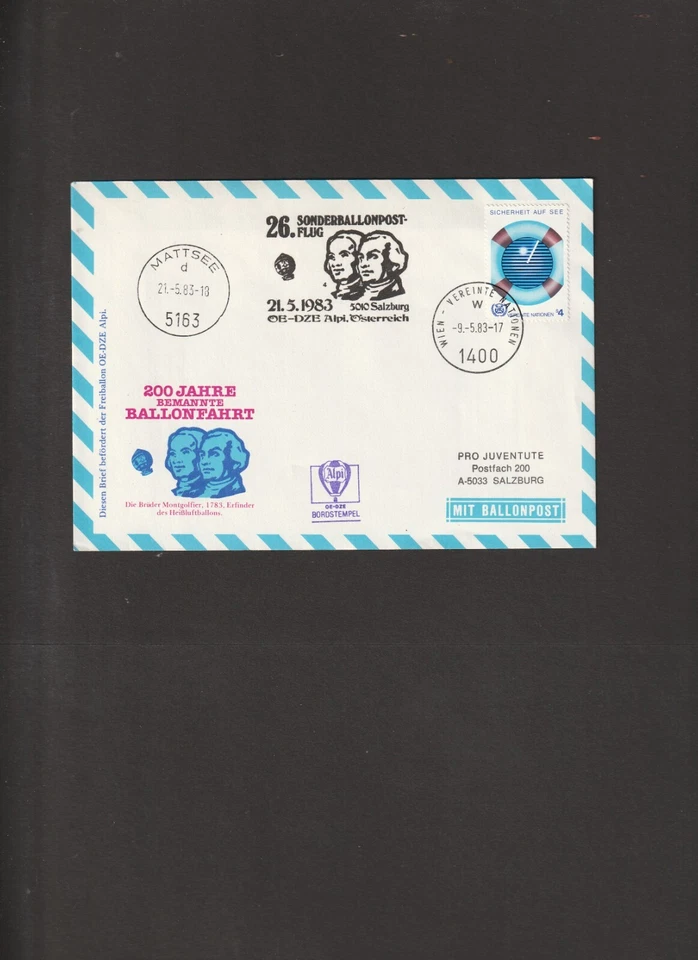 MATTSEE
d
21.-5.83-18
5163
26. SONDERBALLONPOST-
FLUG
21.5.1983 5010 Salzburg
OE-DZE Alpi, Österreich
SICHERHEIT AUF SEE
VEREINTE NATIONEN S4
WIEN - VEREINTE NATIONEN
W
-9.-5.83-17
1400
Diesen Brief befördert der Freiballon OE-DZE Alpi.
200 JAHRE
BEMANNTE
BALLONFAHRT
Die Brüder Montgolfier, 1783, Erfinder
des Heißluftballons.
Alpi
OE-DZE
BORDSTEMPEL
PRO JUVENTUTE
Postfach 200
A-5033 SALZBURG
MIT BALLONPOST